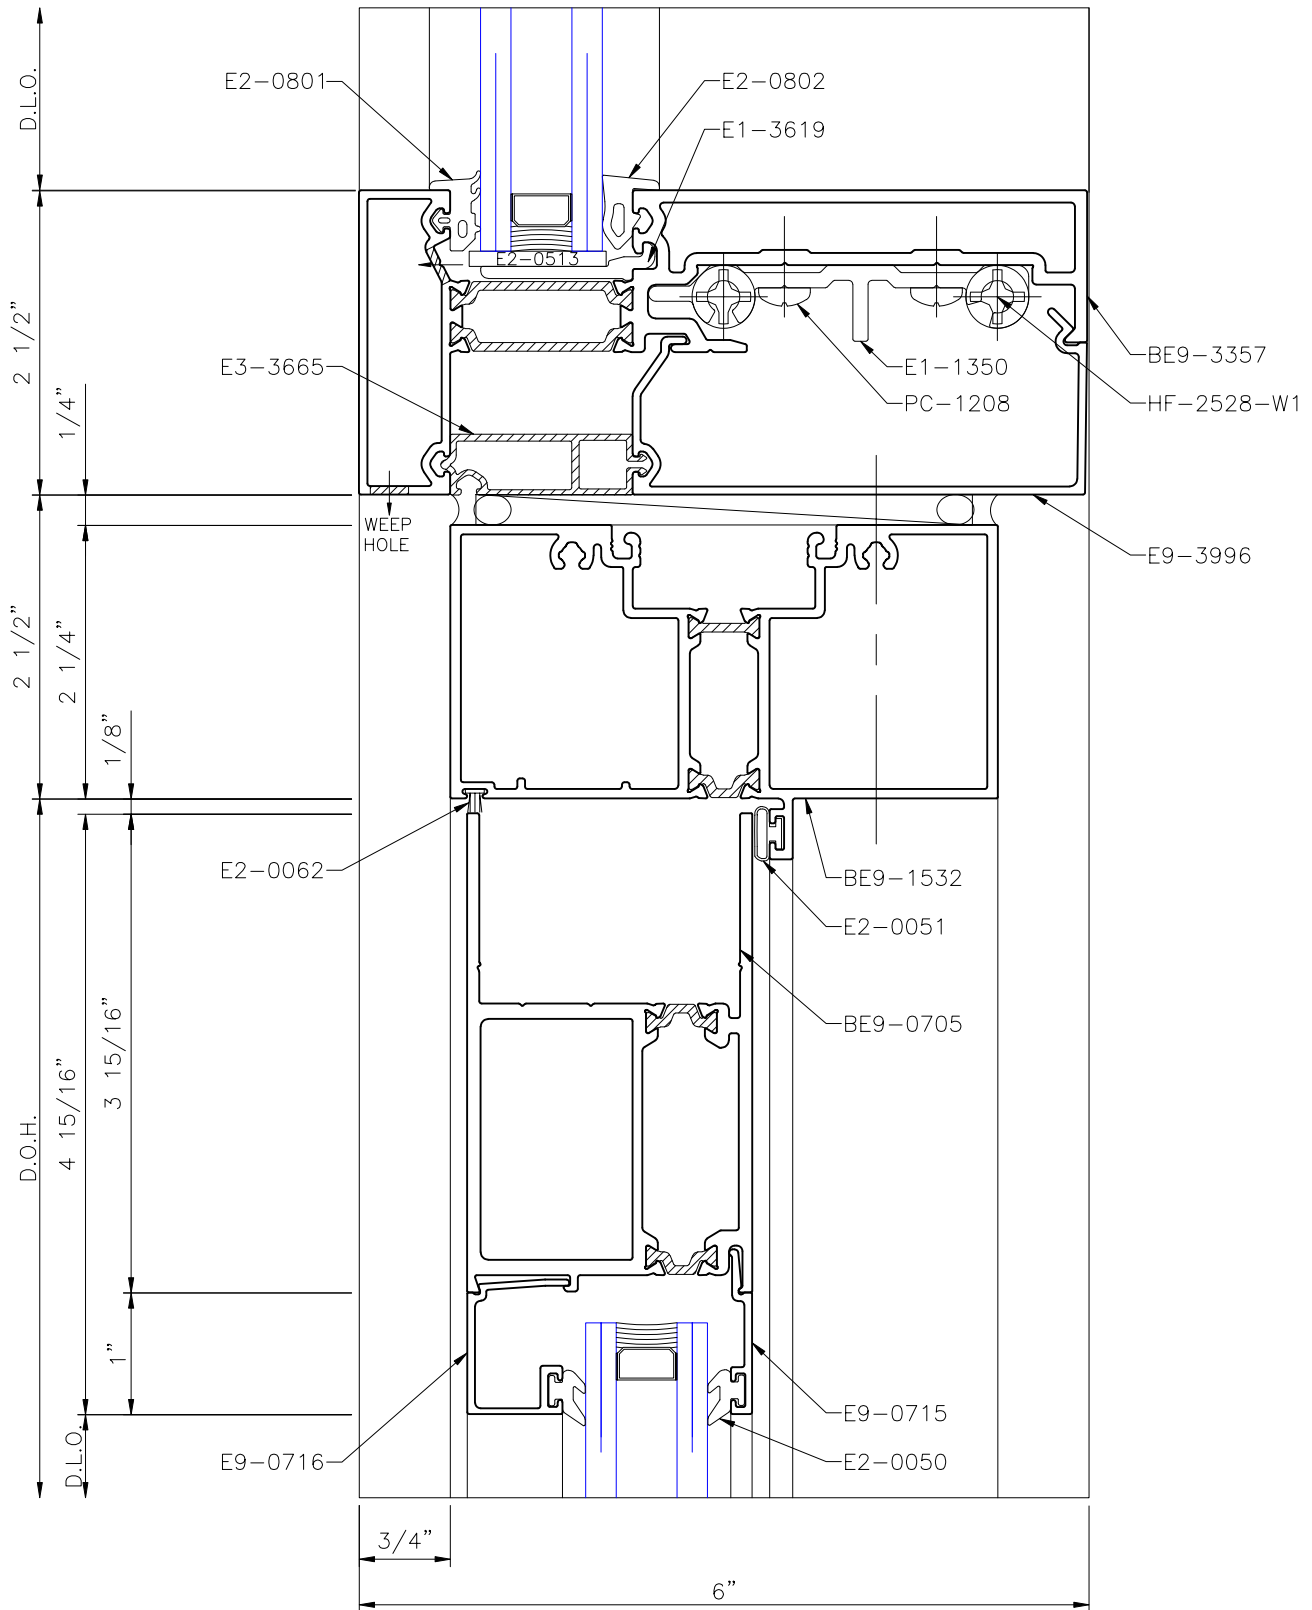 D.L.O.
E2-0801
E2-0802
E1-3619
E2-0513
2 1/2"
1/4"
E3-3665
E1-1350
PC-1208
BE9-3357
HF-2528-W1
WEEP
HOLE
E9-3996
2 1/2"
2 1/4"
1/8"
E2-0062
BE9-1532
E2-0051
BE9-0705
3 15/16"
4 15/16"
D.O.H.
1"
D.L.O.
E9-0716
E9-0715
E2-0050
3/4"
6"